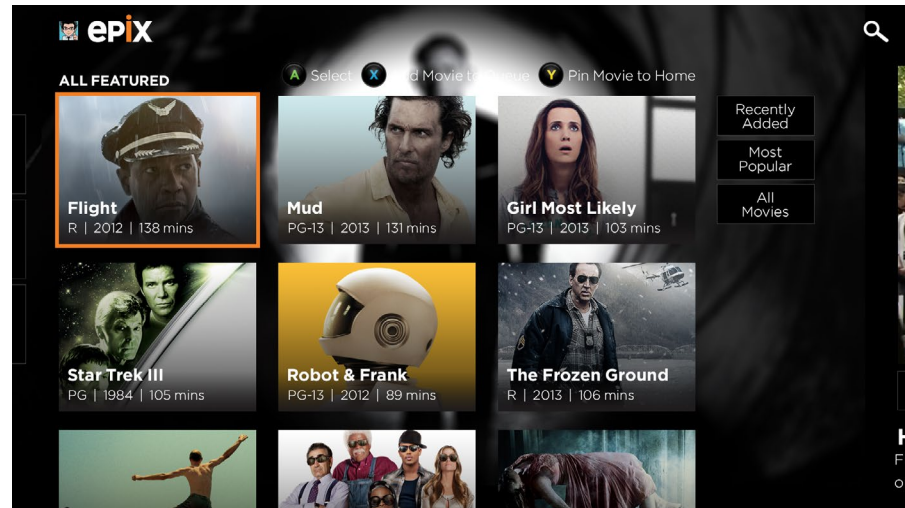 epix
ALL FEATURED
A Select X d Movie to Queue Y Pin Movie to Home
Flight
R | 2012 | 138 mins
Mud
PG-13 | 2013 | 131 mins
Girl Most Likely
PG-13 | 2013 | 103 mins
Recently
Added
Most
Popular
All
Movies
Star Trek III
PG | 1984 | 105 mins
Robot & Frank
PG-13 | 2012 | 89 mins
The Frozen Ground
R | 2013 | 106 mins
H
F
o